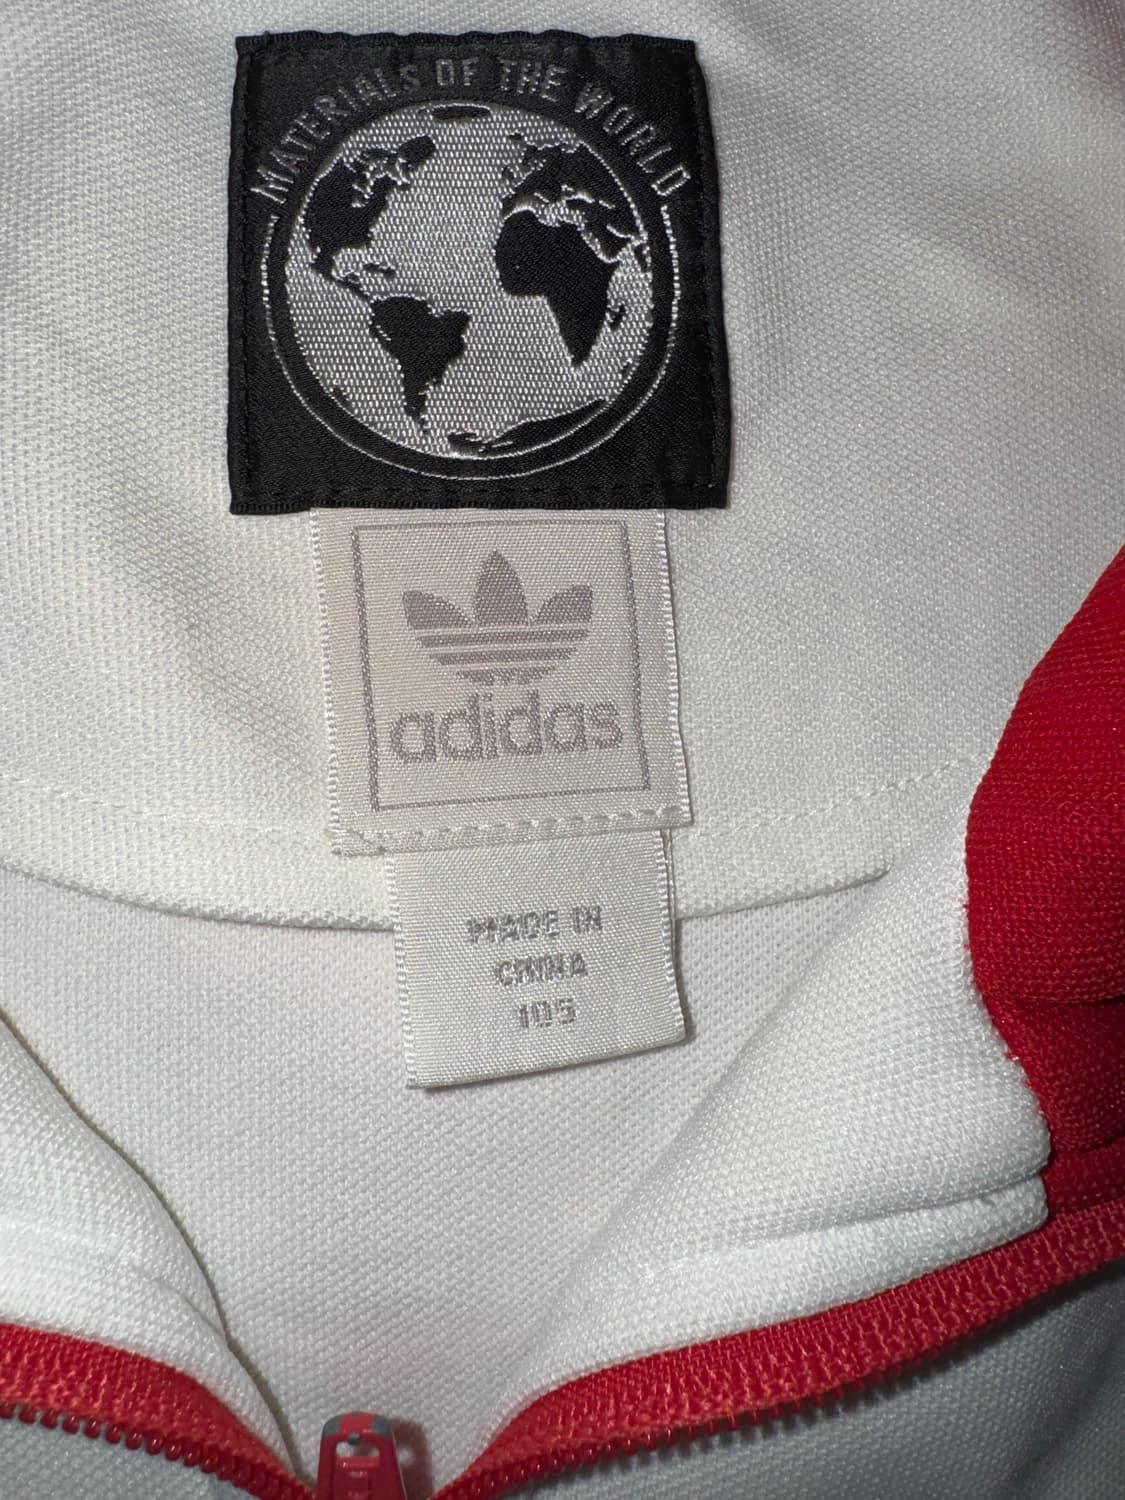 MATERIALS OF THE WORLD
adidas
MADE IN
CHINA
105